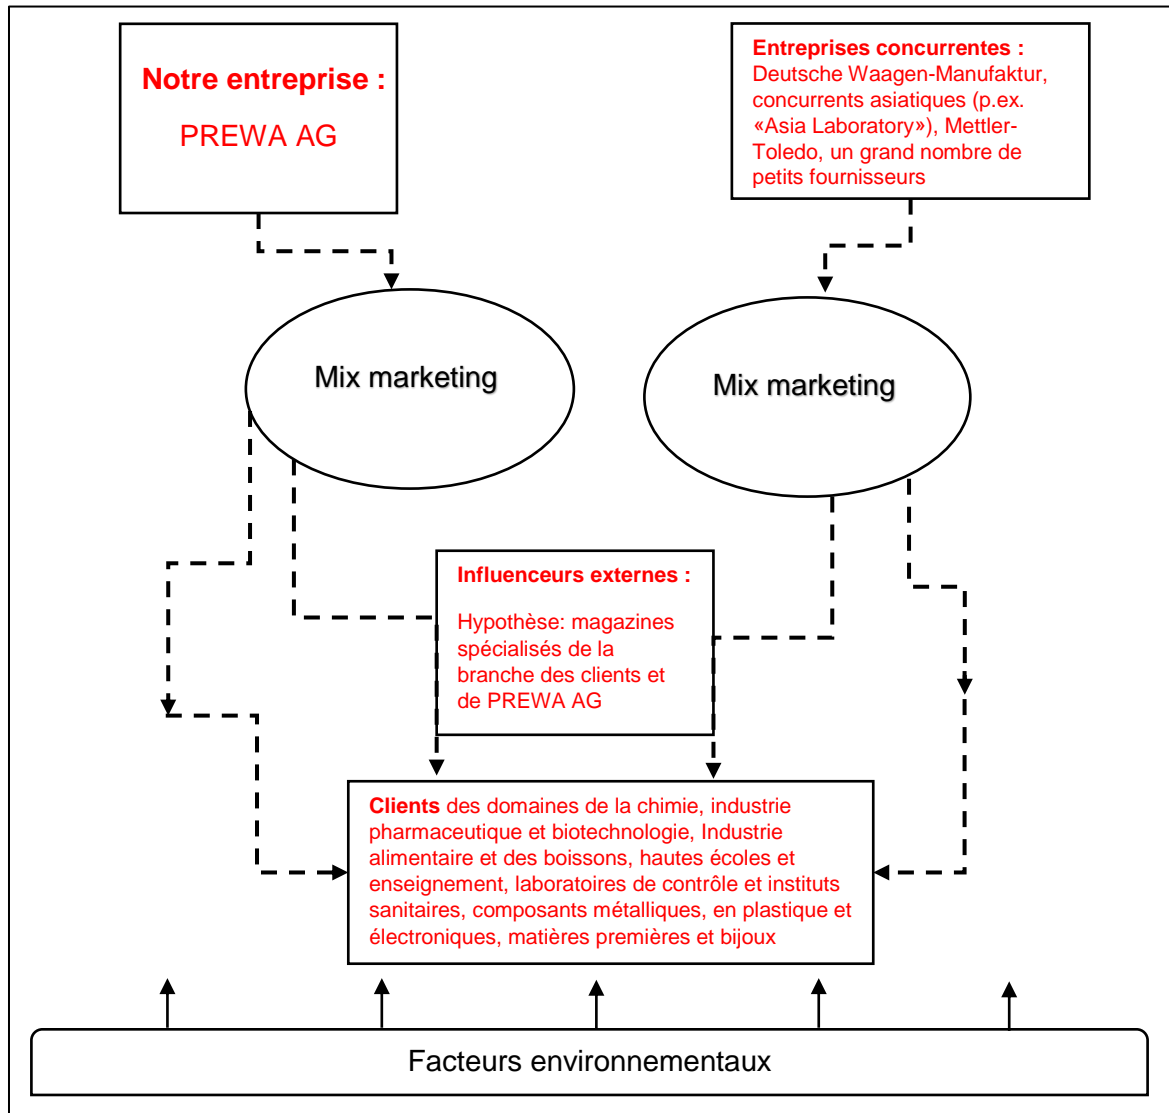 Notre entreprise :
PREWA AG
Entreprises concurrentes :
Deutsche Waagen-Manufaktur,
concurrents asiatiques (p.ex.
«Asia Laboratory»), Mettler-
Toledo, un grand nombre de
petits fournisseurs
Mix marketing
Mix marketing
Influenceurs externes :
Hypothèse: magazines
spécialisés de la
branche des clients et
de PREWA AG
Clients des domaines de la chimie, industrie
pharmaceutique et biotechnologie, Industrie
alimentaire et des boissons, hautes écoles et
enseignement, laboratoires de contrôle et instituts
sanitaires, composants métalliques, en plastique et
électroniques, matières premières et bijoux
Facteurs environnementaux